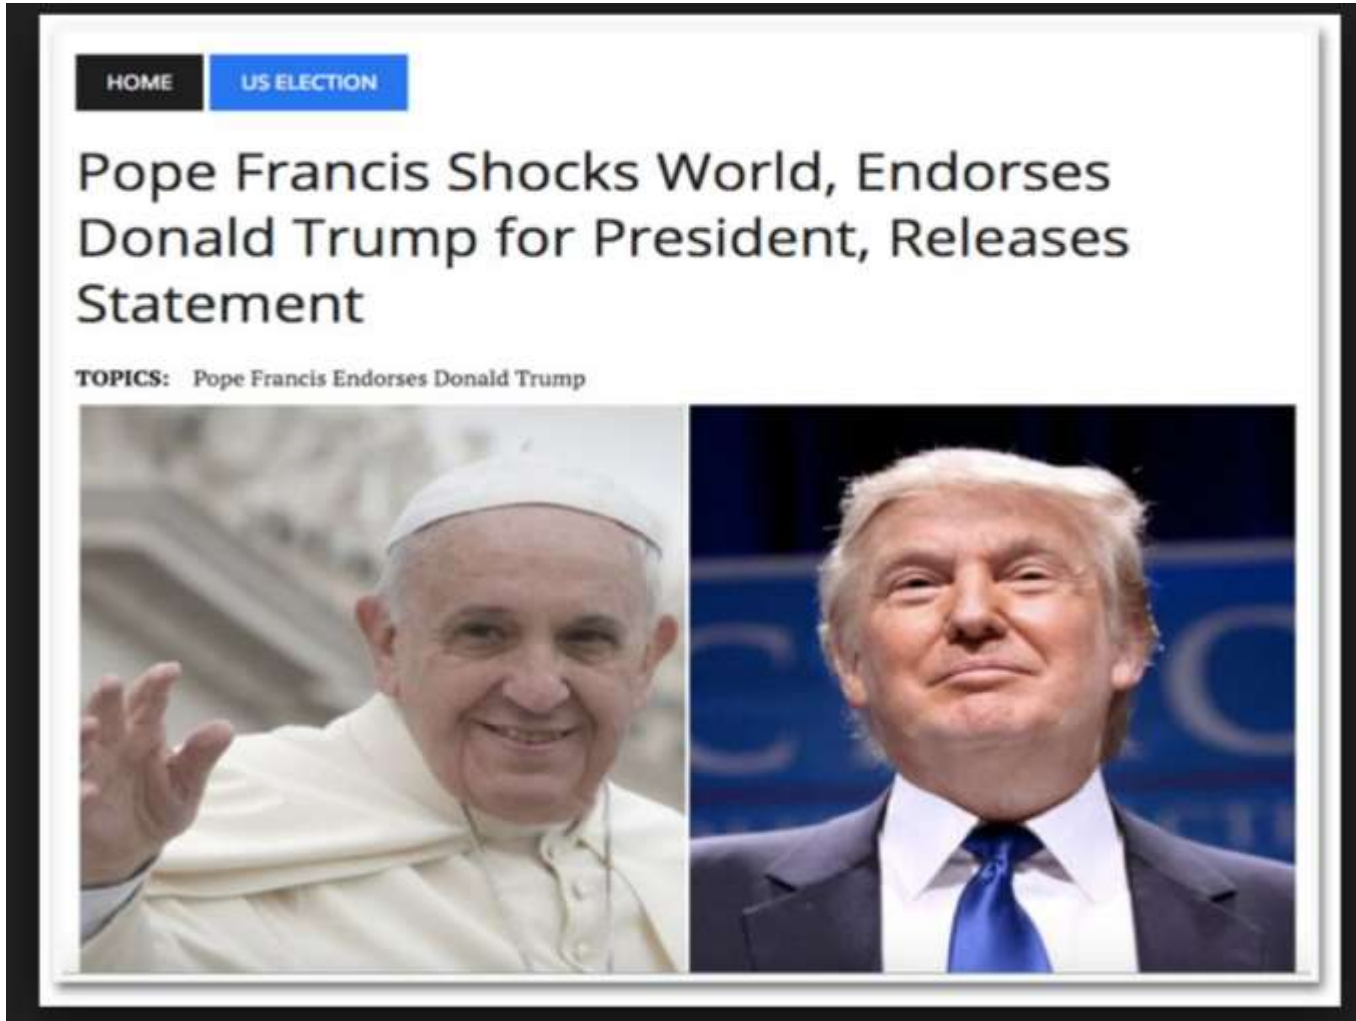 HOME US ELECTION
Pope Francis Shocks World, Endorses
Donald Trump for President, Releases
Statement
TOPICS: Pope Francis Endorses Donald Trump